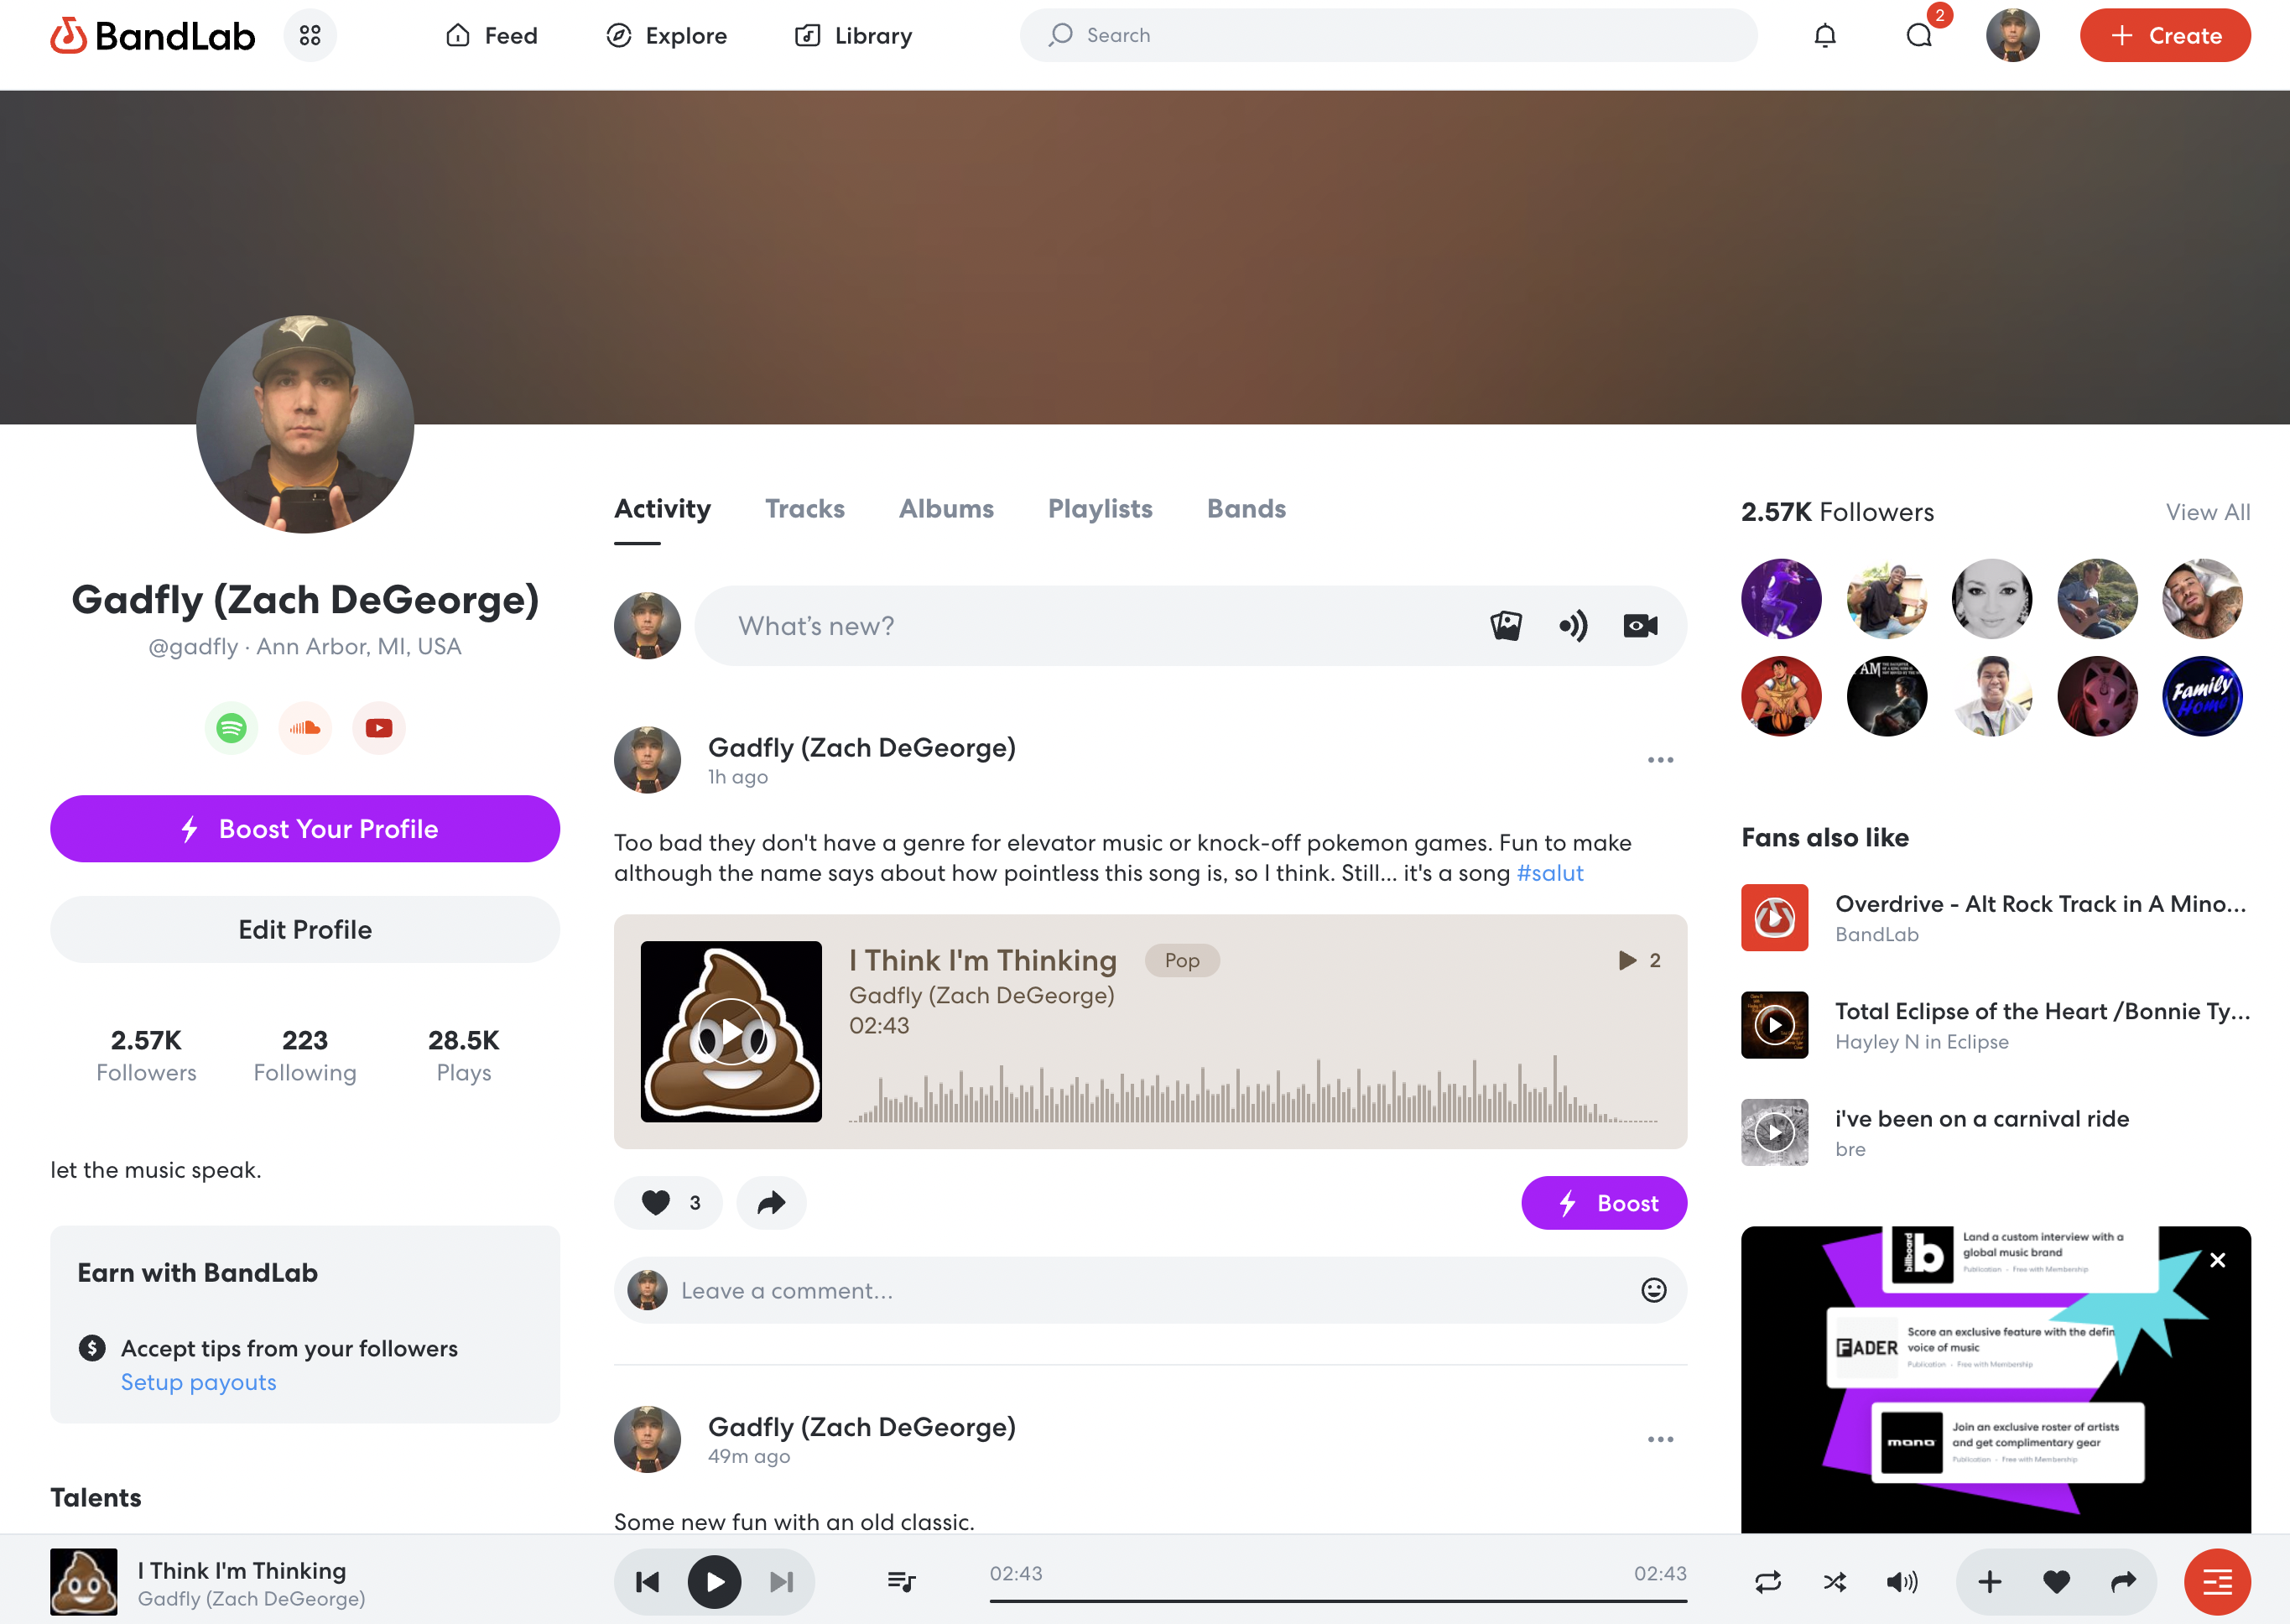 BandLab
Feed
Explore
Library
Search
2
Create
Gadfly (Zach DeGeorge)
@gadfly · Ann Arbor, MI, USA
Boost Your Profile
Edit Profile
2.57K
Followers
223
Following
28.5K
Plays
let the music speak.
Earn with BandLab
$
Accept tips from your followers
Setup payouts
Talents
Activity
Tracks
Albums
Playlists
Bands
What's new?
Gadfly (Zach DeGeorge)
1h ago
Too bad they don't have a genre for elevator music or knock-off pokemon games. Fun to make
although the name says about how pointless this song is, so I think. Still... it's a song #salut
I Think I'm Thinking
Pop
2
Gadfly (Zach DeGeorge)
02:43
3
Boost
Leave a comment...
Gadfly (Zach DeGeorge)
49m ago
Some new fun with an old classic.
2.57K Followers
View All
AM
Family
Home
Fans also like
Overdrive - Alt Rock Track in A Mino...
BandLab
Total Eclipse of the Heart /Bonnie Ty...
Hayley N in Eclipse
i've been on a carnival ride
bre
billboard
b
Land a custom interview with a
global music brand
Publication - Free with Membership
FADER
Score an exclusive feature with the defin
voice of music
Publication - Free with Membership
mono
Join an exclusive roster of artists
and get complimentary gear
Publication - Free with Membership
I Think I'm Thinking
Gadfly (Zach DeGeorge)
02:43
02:43